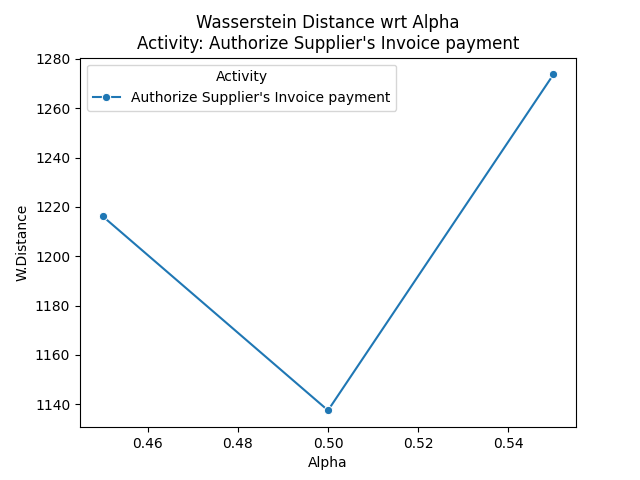 Wasserstein Distance wrt Alpha
Activity: Authorize Supplier's Invoice payment
Activity
Authorize Supplier's Invoice payment
1280
1260
1240
1220
1200
1180
1160
1140
W.Distance
0.46 0.48 0.50 0.52 0.54
Alpha